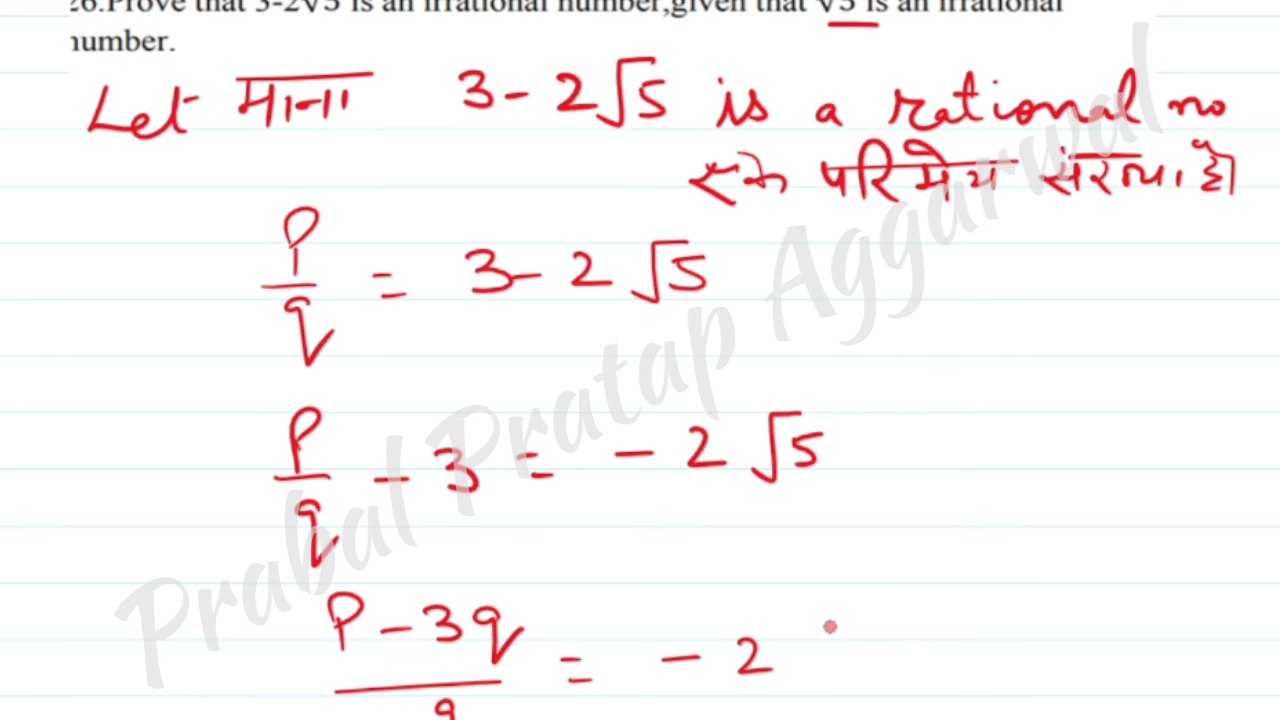 26.Prove that 3-2√5 is an irrational number,given that √5 is an irrational
number.
Let माना 3 - 2√5 is a rational no
एक परिमेय संख्या है।
P/q = 3 - 2√5
P/q - 3 = - 2√5
P - 3q / q = - 2
Prabal Pratap Aggarwal